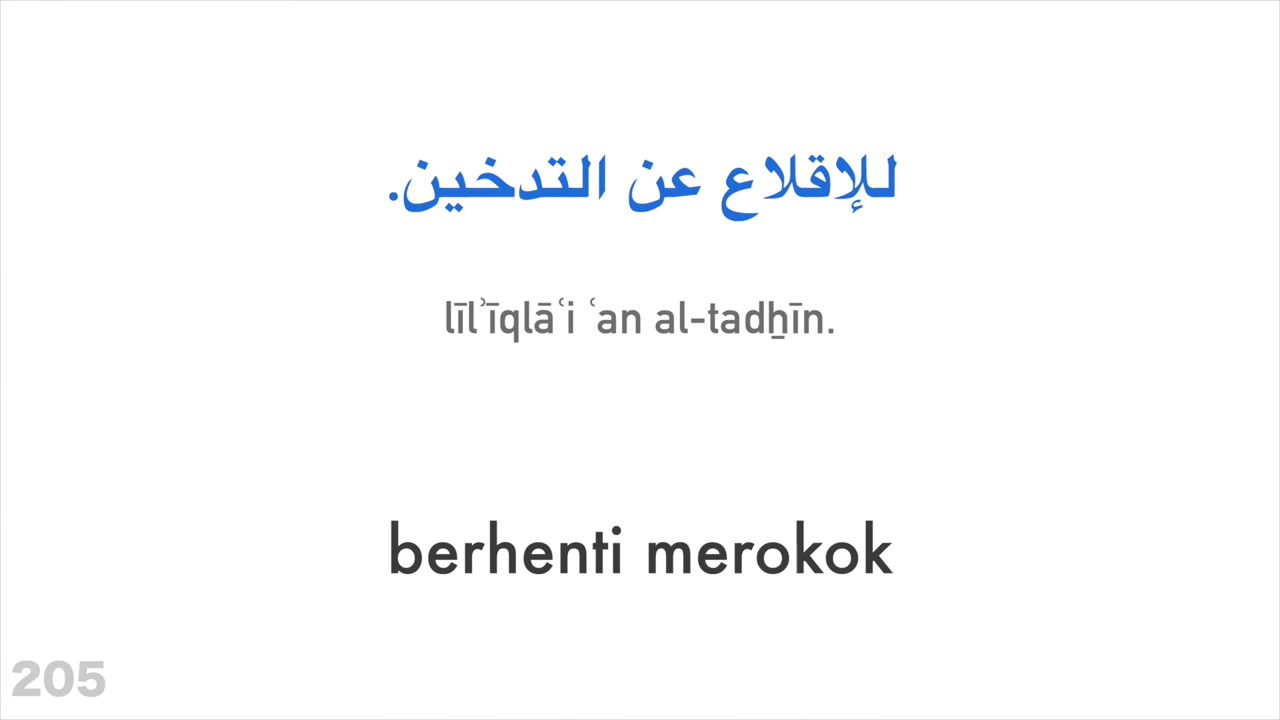 للإقلاع عن التدخين.
līlʾīqlāʿi ʿan al-tadẖīn.
berhenti merokok
205